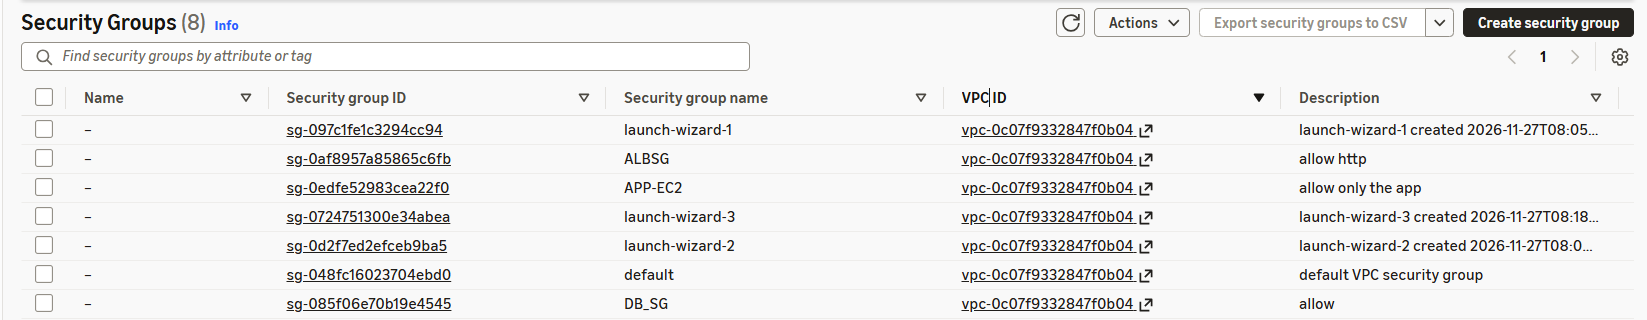 Security Groups (8) Info
Actions Export security groups to CSV Create security group
Find security groups by attribute or tag
1
Name Security group ID Security group name VPC ID Description
– sg-097c1fe1c3294cc94 launch-wizard-1 vpc-0c07f9332847f0b04 launch-wizard-1 created 2026-11-27T08:05...
– sg-0af8957a85865c6fb ALBSG vpc-0c07f9332847f0b04 allow http
– sg-0edfe52983cea22f0 APP-EC2 vpc-0c07f9332847f0b04 allow only the app
– sg-0724751300e34abea launch-wizard-3 vpc-0c07f9332847f0b04 launch-wizard-3 created 2026-11-27T08:18...
– sg-0d2f7ed2efceb9ba5 launch-wizard-2 vpc-0c07f9332847f0b04 launch-wizard-2 created 2026-11-27T08:0...
– sg-048fc16023704ebd0 default vpc-0c07f9332847f0b04 default VPC security group
– sg-085f06e70b19e4545 DB_SG vpc-0c07f9332847f0b04 allow